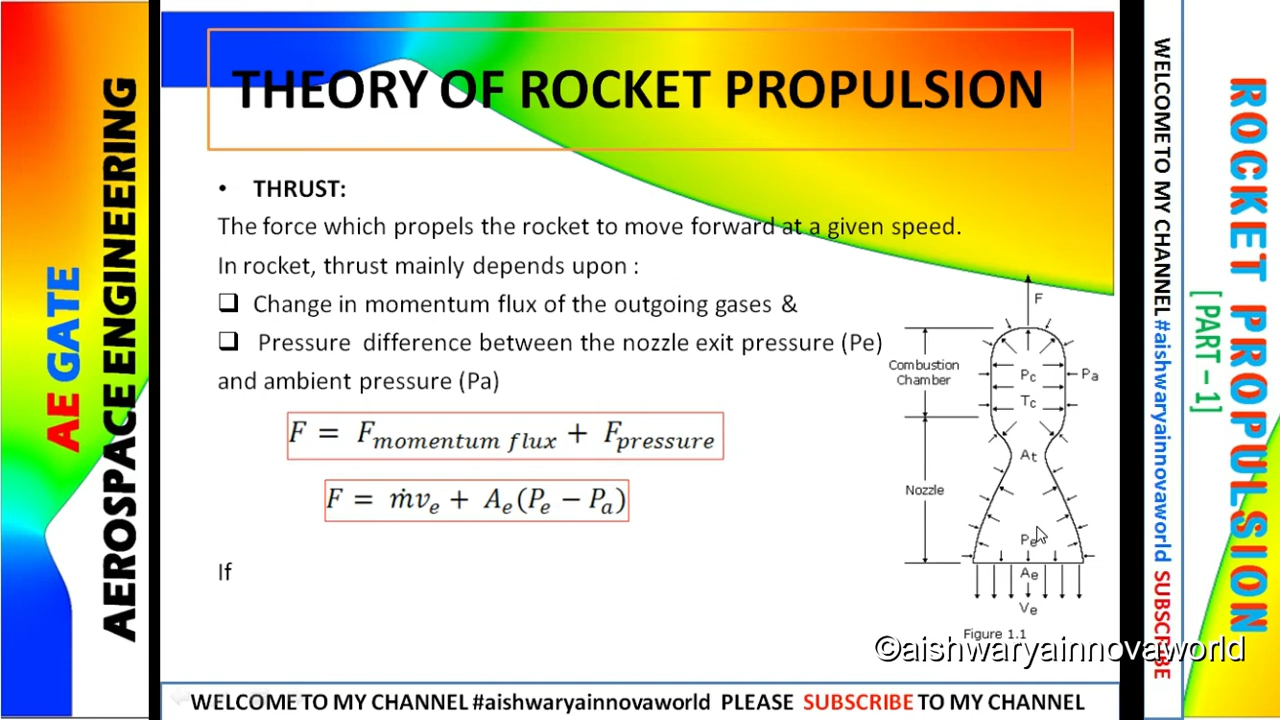 THEORY OF ROCKET PROPULSION
• THRUST:
The force which propels the rocket to move forward at a given speed.
In rocket, thrust mainly depends upon :
❑ Change in momentum flux of the outgoing gases &
❑ Pressure difference between the nozzle exit pressure (Pe)
and ambient pressure (Pa)
F = F_{momentum flux} + F_{pressure}
F = ṁv_e + A_e(P_e − P_a)
If
F
Combustion
Chamber
Pc
Pa
Tc
At
Nozzle
Pe
Ae
Ve
Figure 1.1
©aishwaryainnovaworld
AE GATE
AEROSPACE ENGINEERING
WELCOME TO MY CHANNEL #aishwaryainnovaworld SUBSCRIBE
ROCKET PROPULSION
[ PART – 1]
WELCOME TO MY CHANNEL #aishwaryainnovaworld PLEASE SUBSCRIBE TO MY CHANNEL